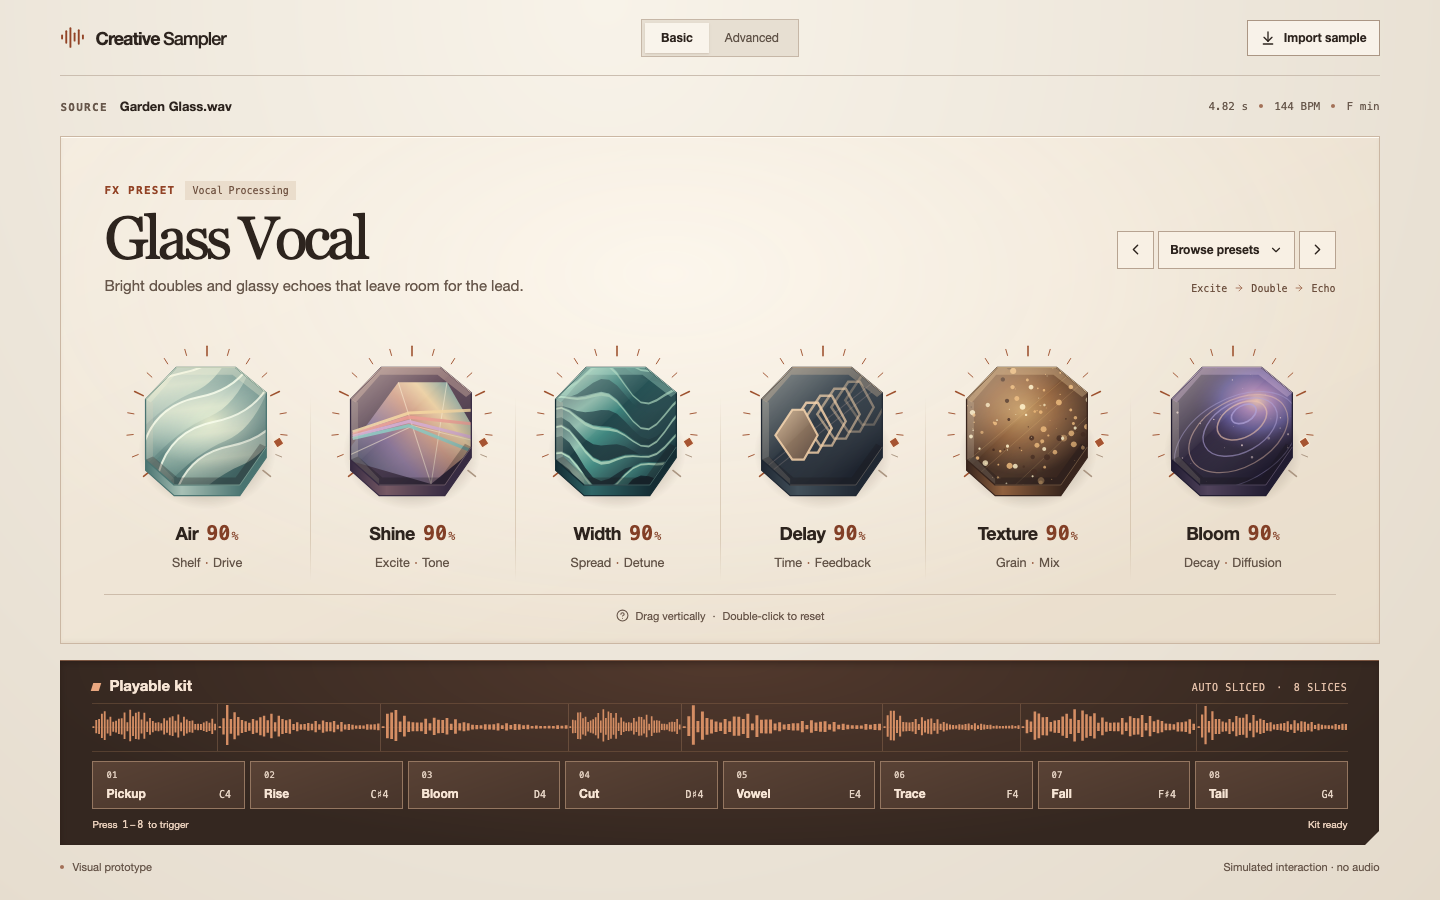 Creative Sampler
Basic Advanced
Import sample
SOURCE Garden Glass.wav
4.82 s • 144 BPM • F min
FX PRESET Vocal Processing
Glass Vocal
Bright doubles and glassy echoes that leave room for the lead.
Browse presets
Excite → Double → Echo
Air 90%
Shelf · Drive
Shine 90%
Excite · Tone
Width 90%
Spread · Detune
Delay 90%
Time · Feedback
Texture 90%
Grain · Mix
Bloom 90%
Decay · Diffusion
Drag vertically · Double-click to reset
Playable kit
AUTO SLICED · 8 SLICES
01 Pickup C4
02 Rise C♯4
03 Bloom D4
04 Cut D♯4
05 Vowel E4
06 Trace F4
07 Fall F♯4
08 Tail G4
Press 1–8 to trigger
Kit ready
• Visual prototype
Simulated interaction · no audio